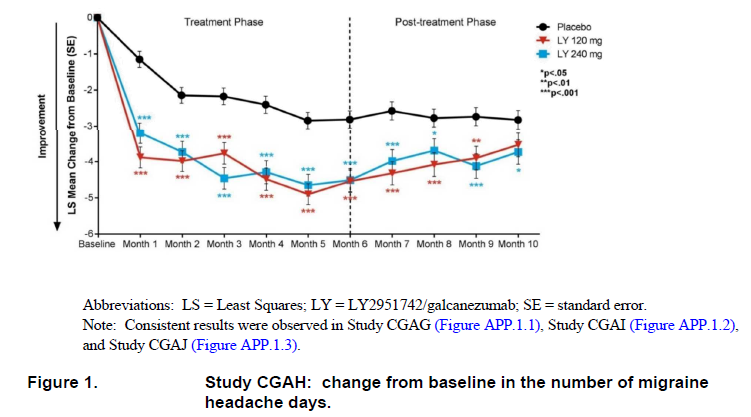 Treatment Phase
Post-treatment Phase
Placebo
LY 120 mg
LY 240 mg
*p<.05
**p<.01
***p<.001
Improvement
LS Mean Change from Baseline (SE)
0
-1
-2
-3
-4
-5
-6
***
***
***
***
***
***
***
***
***
***
***
***
***
***
*
***
**
***
*
Baseline Month 1 Month 2 Month 3 Month 4 Month 5 Month 6 Month 7 Month 8 Month 9 Month 10
Abbreviations: LS = Least Squares; LY = LY2951742/galcanezumab; SE = standard error.
Note: Consistent results were observed in Study CGAG (Figure APP.1.1), Study CGAI (Figure APP.1.2),
and Study CGAJ (Figure APP.1.3).
Figure 1. Study CGAH: change from baseline in the number of migraine
headache days.